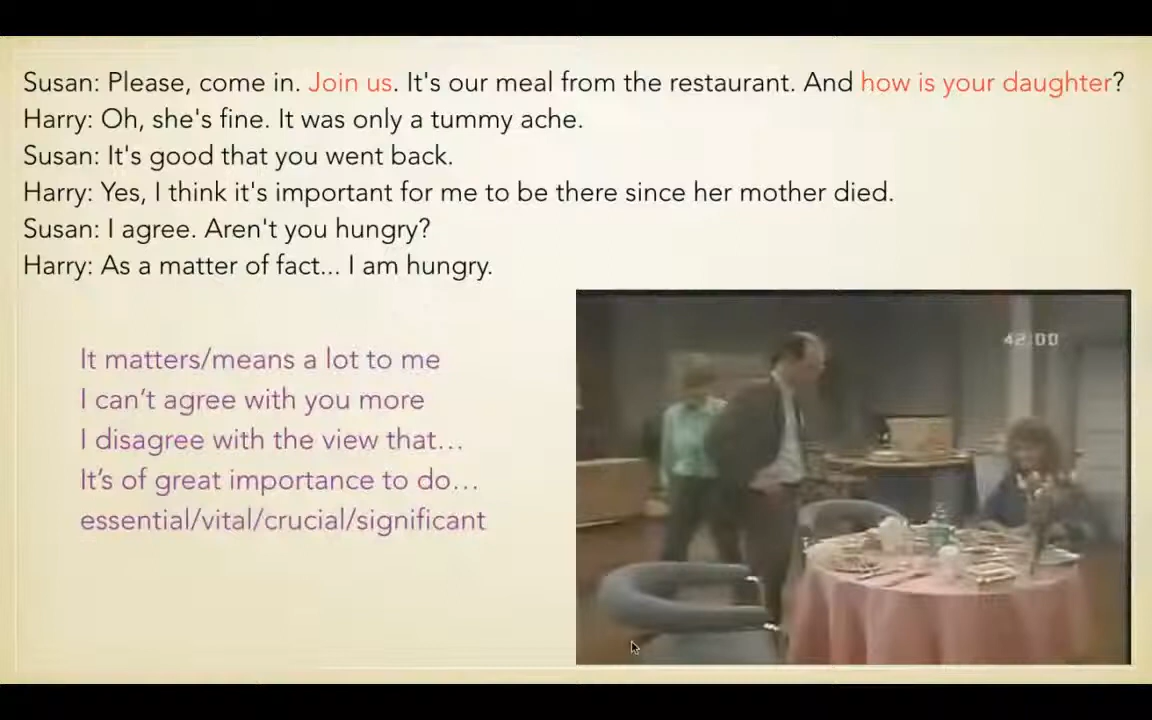 Susan: Please, come in. Join us. It's our meal from the restaurant. And how is your daughter?
Harry: Oh, she's fine. It was only a tummy ache.
Susan: It's good that you went back.
Harry: Yes, I think it's important for me to be there since her mother died.
Susan: I agree. Aren't you hungry?
Harry: As a matter of fact... I am hungry.
It matters/means a lot to me
I can’t agree with you more
I disagree with the view that…
It’s of great importance to do…
essential/vital/crucial/significant
42:00